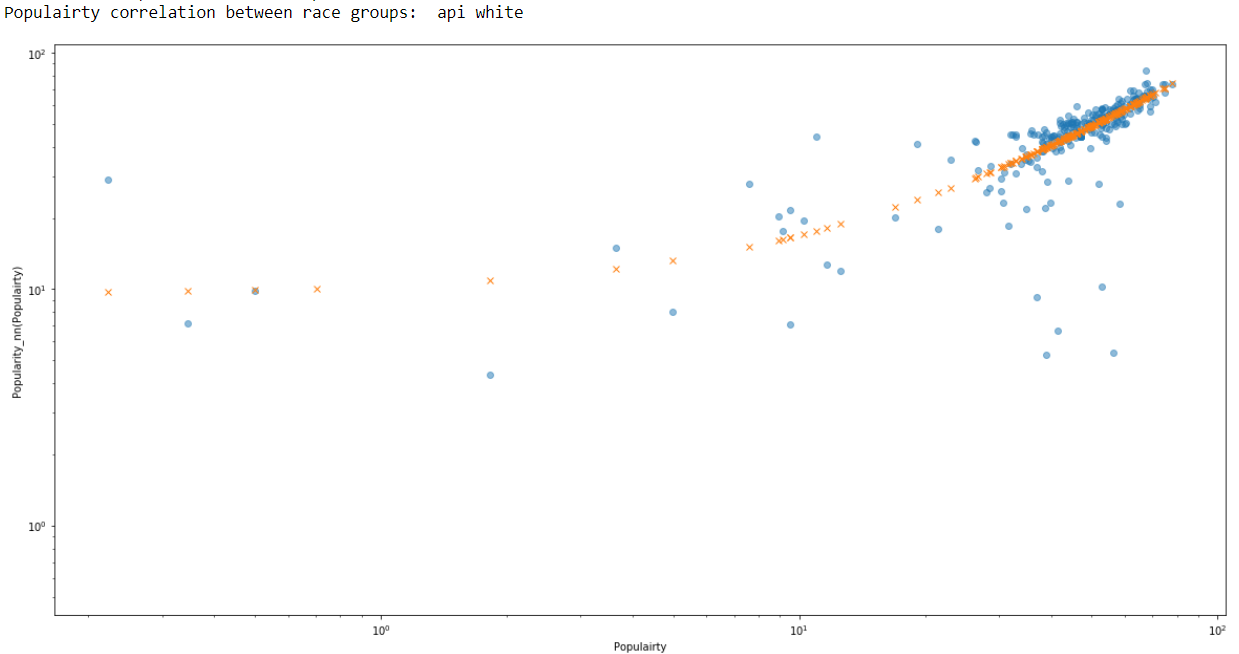 Populairty correlation between race groups:  api white
10²
10¹
10⁰
Popularity_nn(Populairty)
10⁰
10¹
10²
Populairty